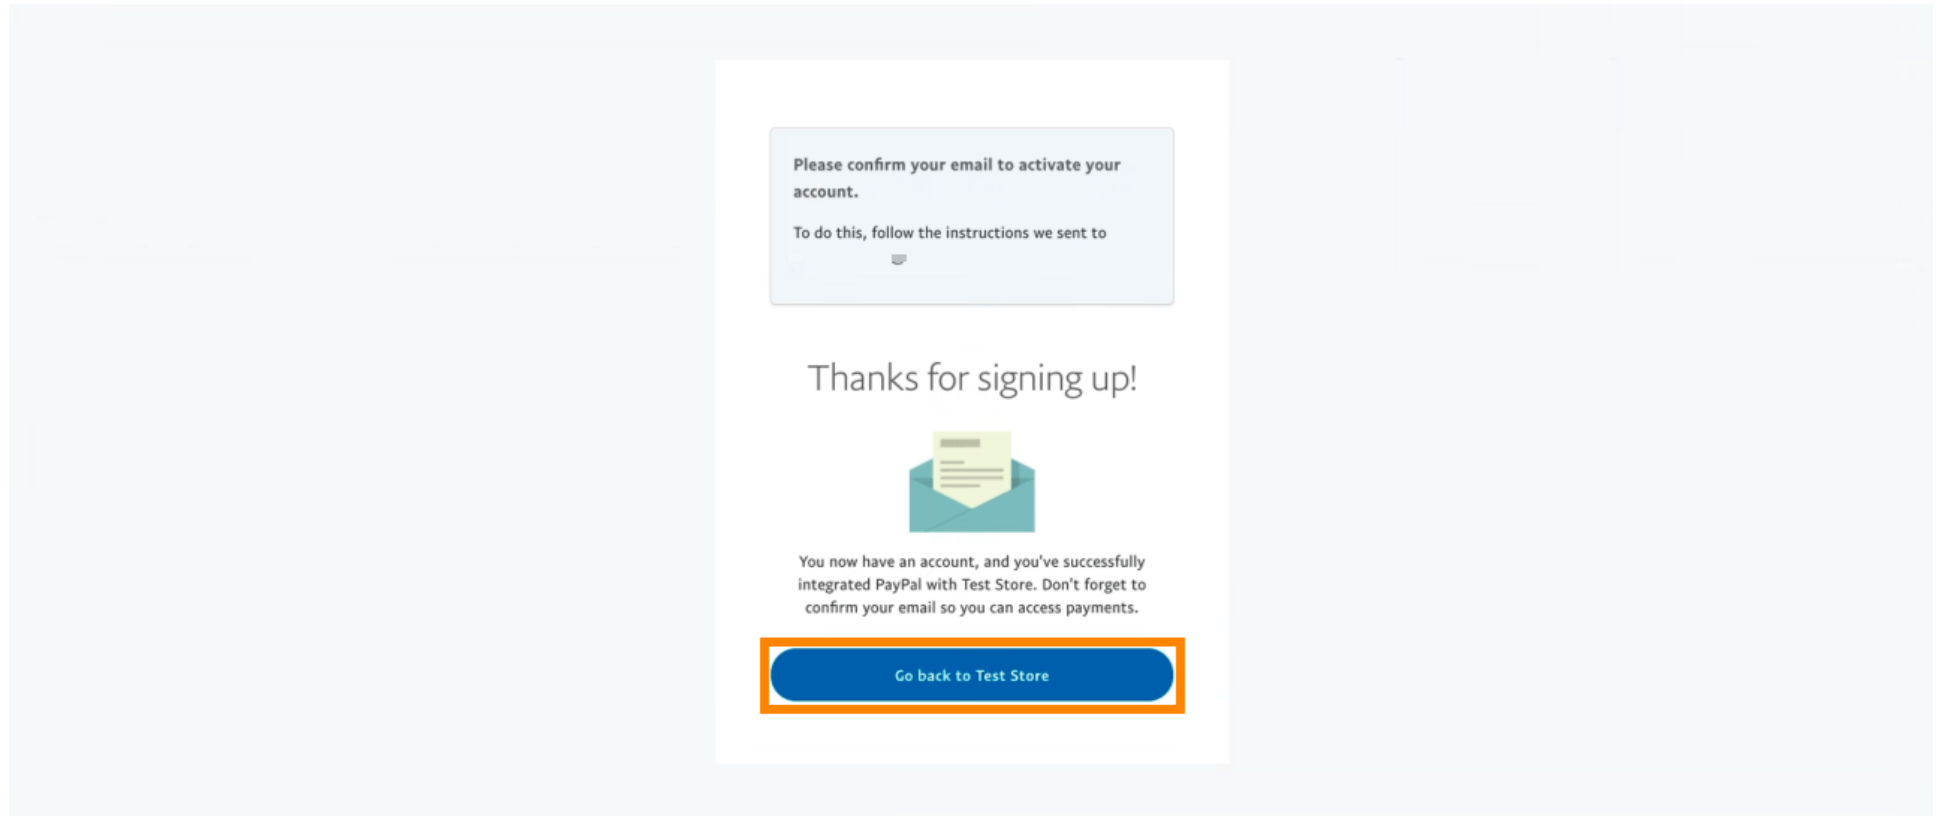 Please confirm your email to activate your
account.
To do this, follow the instructions we sent to
Thanks for signing up!
You now have an account, and you've successfully
integrated PayPal with Test Store. Don't forget to
confirm your email so you can access payments.
Go back to Test Store